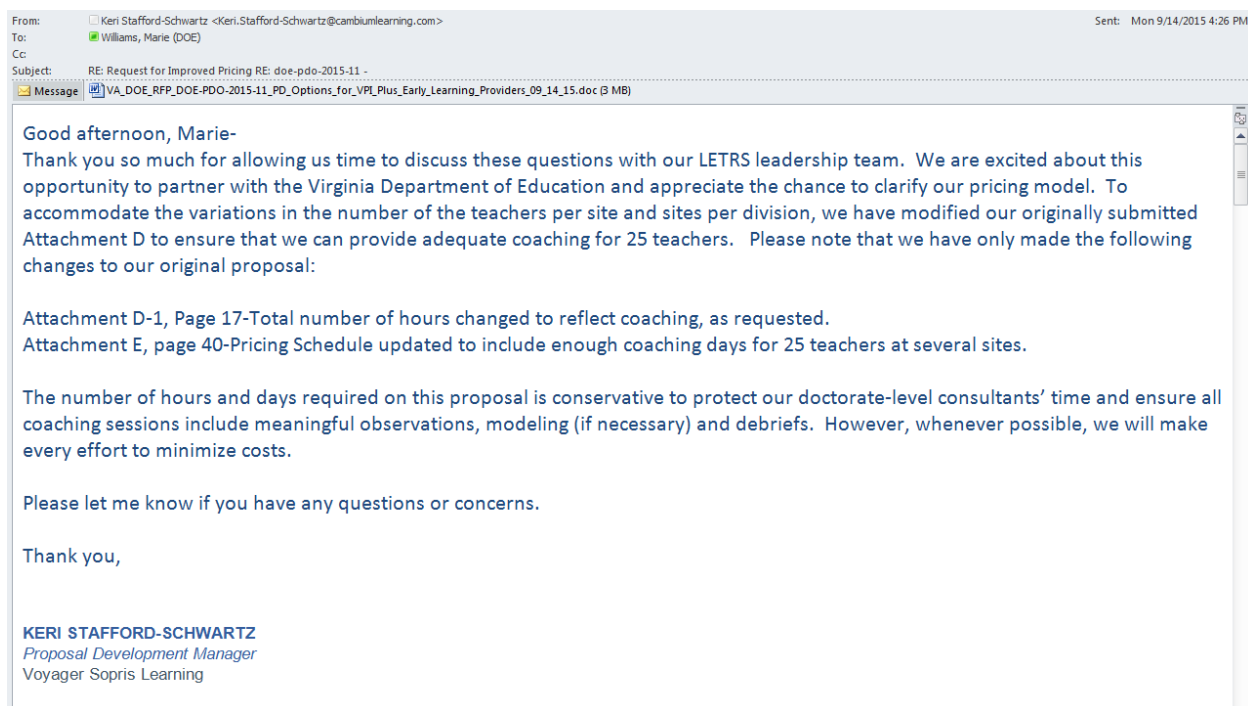 From: Keri Stafford-Schwartz <Keri.Stafford-Schwartz@cambiumlearning.com> Sent: Mon 9/14/2015 4:26 PM
To: Williams, Marie (DOE)
Cc:
Subject: RE: Request for Improved Pricing RE: doe-pdo-2015-11 -
Message VA_DOE_RFP_DOE-PDO-2015-11_PD_Options_for_VPI_Plus_Early_Learning_Providers_09_14_15.doc (3 MB)
Good afternoon, Marie-
Thank you so much for allowing us time to discuss these questions with our LETRS leadership team.  We are excited about this
opportunity to partner with the Virginia Department of Education and appreciate the chance to clarify our pricing model.  To
accommodate the variations in the number of the teachers per site and sites per division, we have modified our originally submitted
Attachment D to ensure that we can provide adequate coaching for 25 teachers.   Please note that we have only made the following
changes to our original proposal:
Attachment D-1, Page 17-Total number of hours changed to reflect coaching, as requested.
Attachment E, page 40-Pricing Schedule updated to include enough coaching days for 25 teachers at several sites.
The number of hours and days required on this proposal is conservative to protect our doctorate-level consultants' time and ensure all
coaching sessions include meaningful observations, modeling (if necessary) and debriefs.  However, whenever possible, we will make
every effort to minimize costs.
Please let me know if you have any questions or concerns.
Thank you,
KERI STAFFORD-SCHWARTZ
Proposal Development Manager
Voyager Sopris Learning